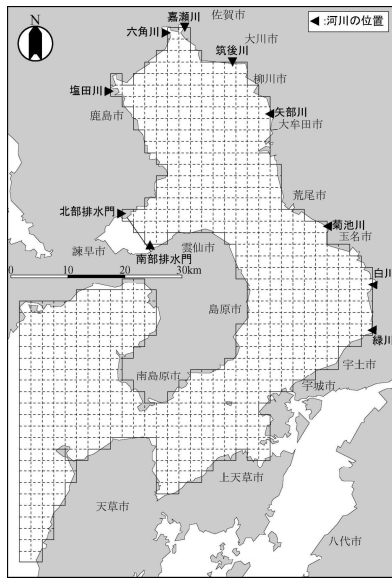 N
佐賀市
嘉瀬川
六角川
◀:河川の位置
大川市
筑後川
柳川市
塩田川
鹿島市
矢部川
大牟田市
荒尾市
北部排水門
菊池川
玉名市
諫早市
南部排水門
雲仙市
0 10 20 30km
白川
島原市
緑川
宇土市
南島原市
宇城市
上天草市
天草市
八代市